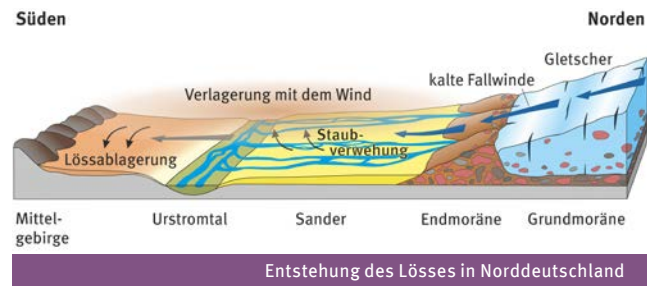 Süden
Norden
Gletscher
kalte Fallwinde
Verlagerung mit dem Wind
Staub-
verwehung
Lössablagerung
Mittel-
gebirge
Urstromtal
Sander
Endmoräne
Grundmoräne
Entstehung des Lösses in Norddeutschland